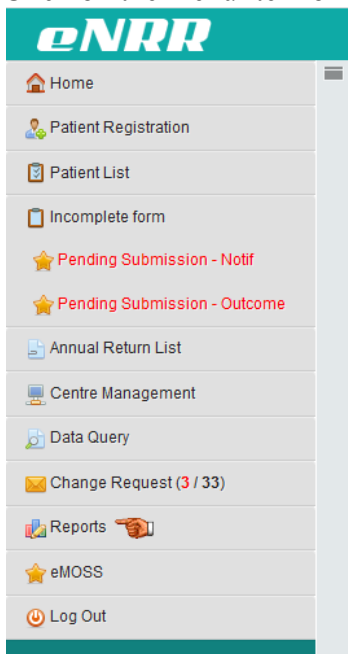 eNRR
Home
Patient Registration
Patient List
Incomplete form
Pending Submission - Notif
Pending Submission - Outcome
Annual Return List
Centre Management
Data Query
Change Request (3 / 33)
Reports
eMOSS
Log Out